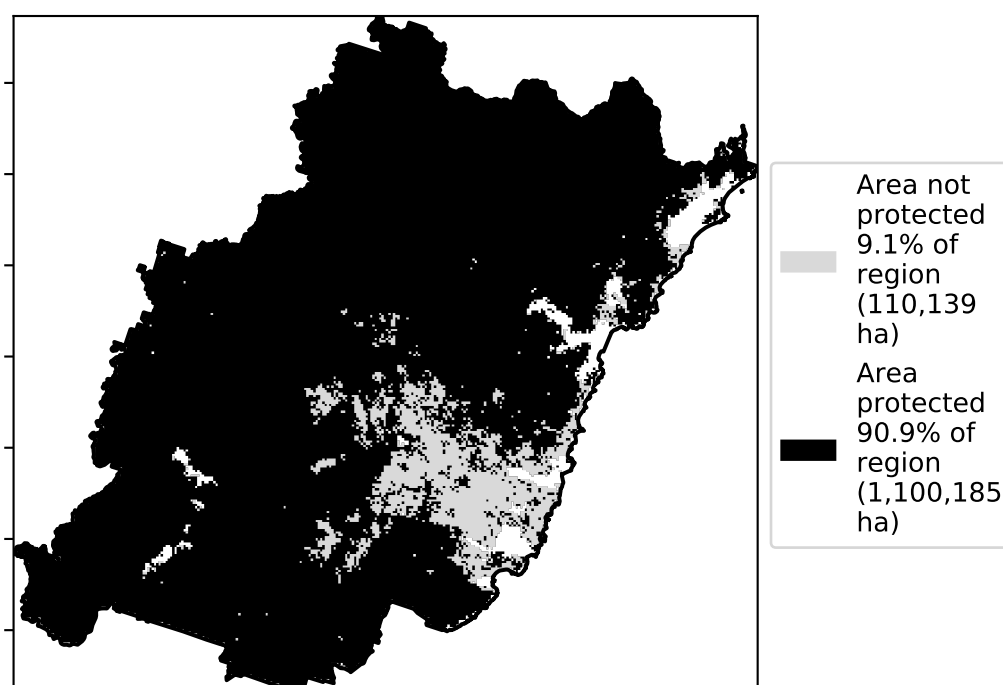 Area not
protected
9.1% of
region
(110,139
ha)
Area
protected
90.9% of
region
(1,100,185
ha)